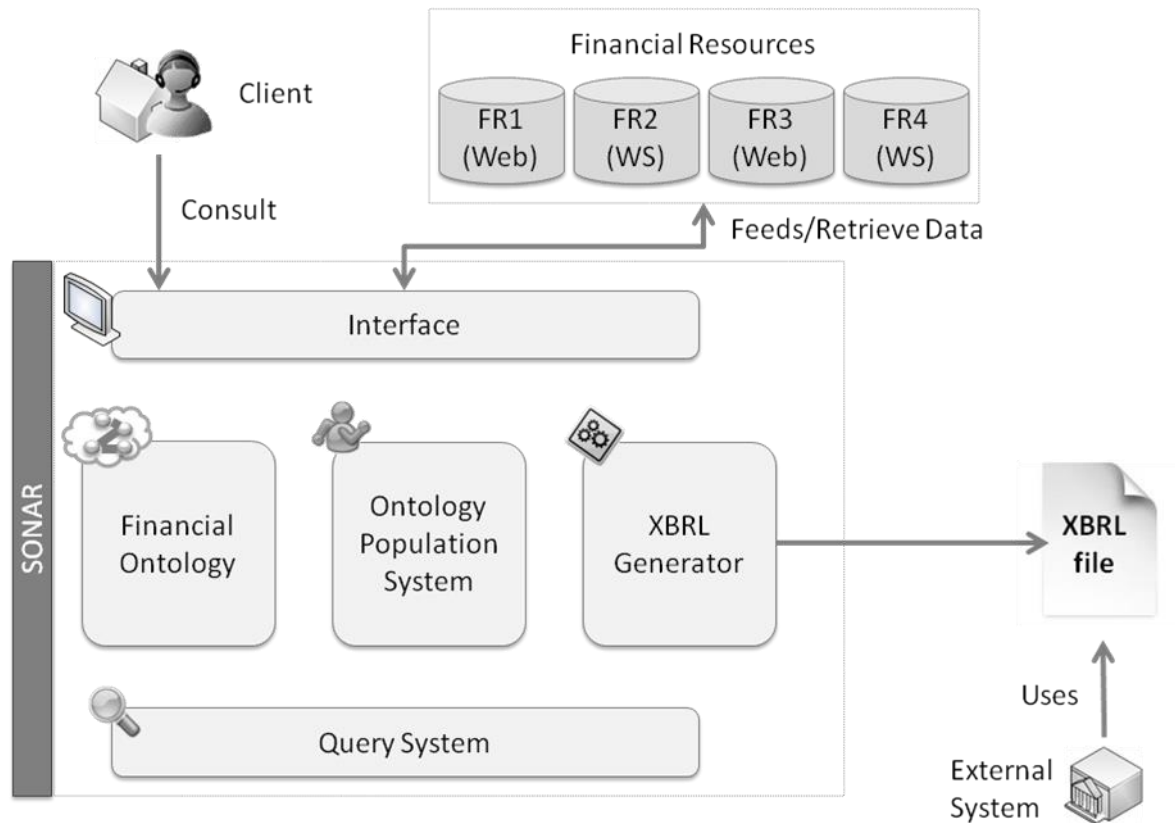 Financial Resources
Client
FR1
(Web)
FR2
(WS)
FR3
(Web)
FR4
(WS)
Consult
Feeds/Retrieve Data
SONAR
Interface
Financial
Ontology
Ontology
Population
System
XBRL
Generator
XBRL
file
Uses
Query System
External
System